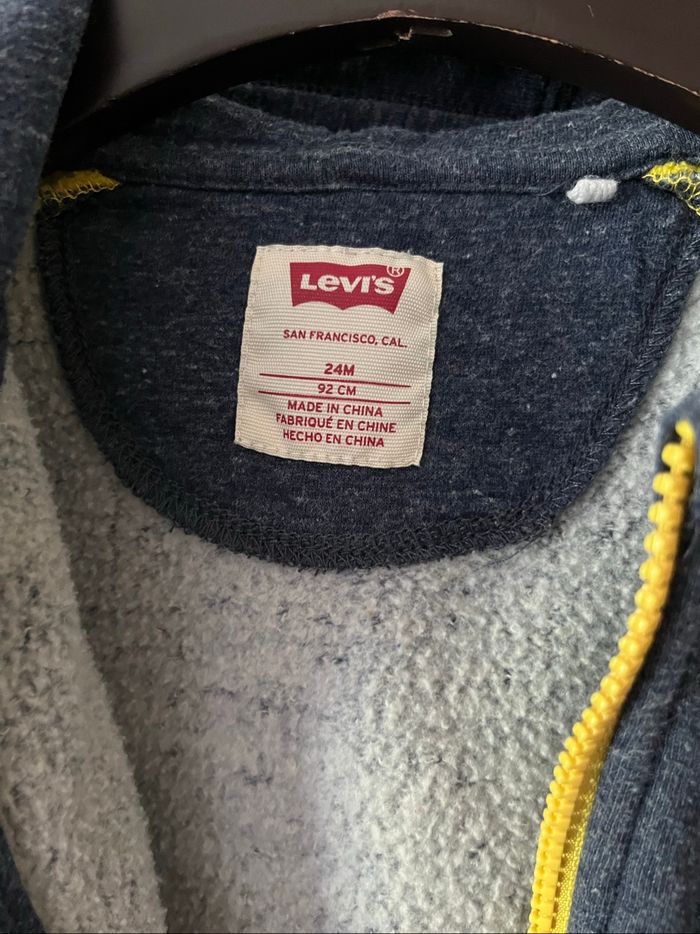 LEVI'S®
SAN FRANCISCO, CAL.
24M
92 CM
MADE IN CHINA
FABRIQUÉ EN CHINE
HECHO EN CHINA